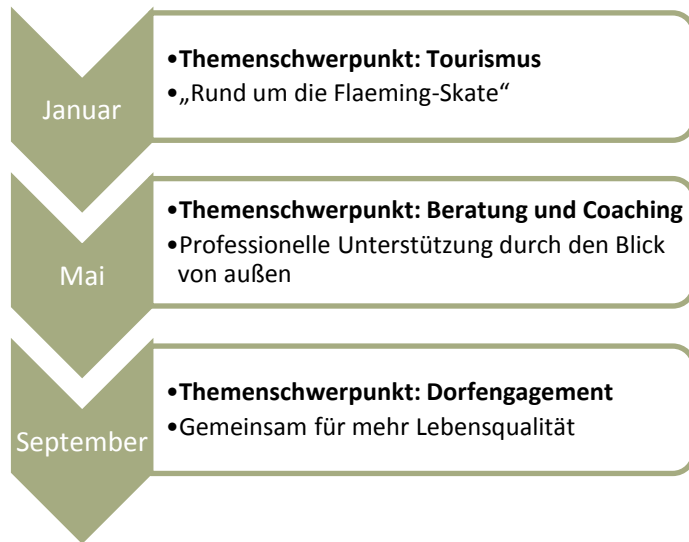 Januar
•Themenschwerpunkt: Tourismus
•„Rund um die Flaeming-Skate“
Mai
•Themenschwerpunkt: Beratung und Coaching
•Professionelle Unterstützung durch den Blick
von außen
September
•Themenschwerpunkt: Dorfengagement
•Gemeinsam für mehr Lebensqualität